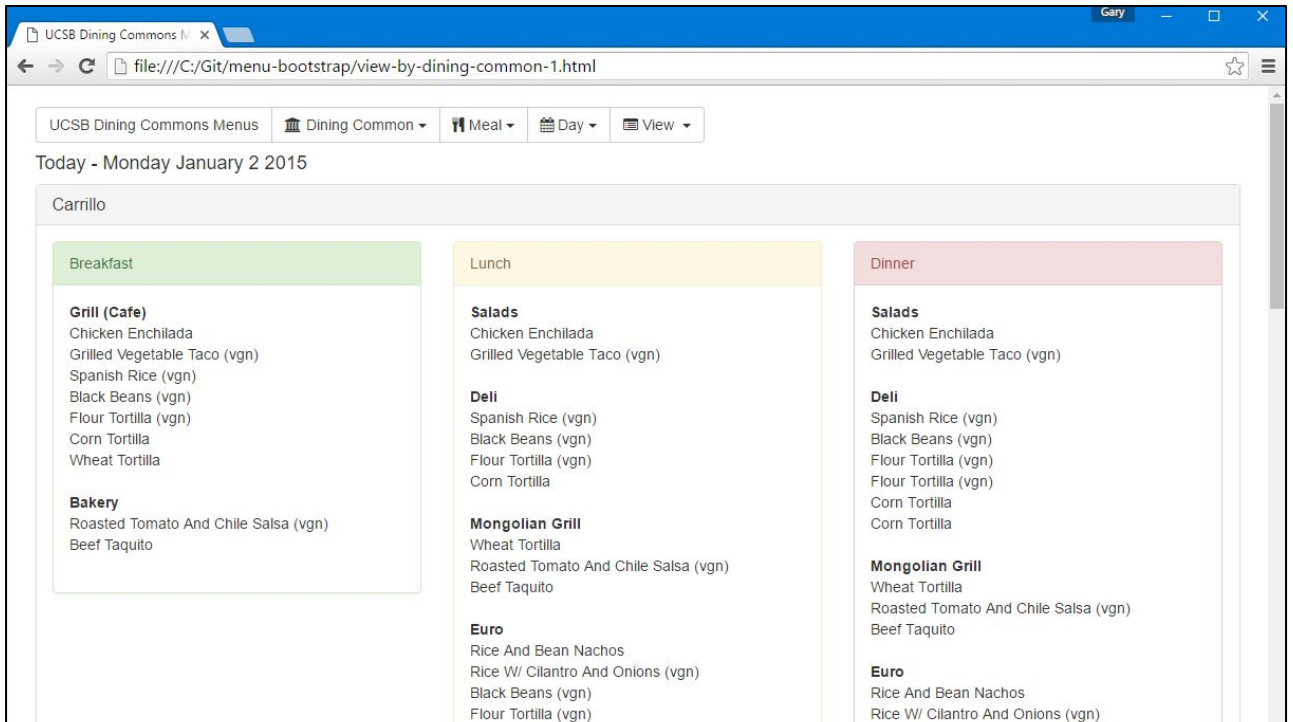 Gary
UCSB Dining Commons M
file:///C:/Git/menu-bootstrap/view-by-dining-common-1.html
UCSB Dining Commons Menus Dining Common Meal Day View
Today - Monday January 2 2015
Carrillo
Breakfast
Grill (Cafe)
Chicken Enchilada
Grilled Vegetable Taco (vgn)
Spanish Rice (vgn)
Black Beans (vgn)
Flour Tortilla (vgn)
Corn Tortilla
Wheat Tortilla
Bakery
Roasted Tomato And Chile Salsa (vgn)
Beef Taquito
Lunch
Salads
Chicken Enchilada
Grilled Vegetable Taco (vgn)
Deli
Spanish Rice (vgn)
Black Beans (vgn)
Flour Tortilla (vgn)
Corn Tortilla
Mongolian Grill
Wheat Tortilla
Roasted Tomato And Chile Salsa (vgn)
Beef Taquito
Euro
Rice And Bean Nachos
Rice W/ Cilantro And Onions (vgn)
Black Beans (vgn)
Flour Tortilla (vgn)
Dinner
Salads
Chicken Enchilada
Grilled Vegetable Taco (vgn)
Deli
Spanish Rice (vgn)
Black Beans (vgn)
Flour Tortilla (vgn)
Flour Tortilla (vgn)
Corn Tortilla
Corn Tortilla
Mongolian Grill
Wheat Tortilla
Roasted Tomato And Chile Salsa (vgn)
Beef Taquito
Euro
Rice And Bean Nachos
Rice W/ Cilantro And Onions (vgn)